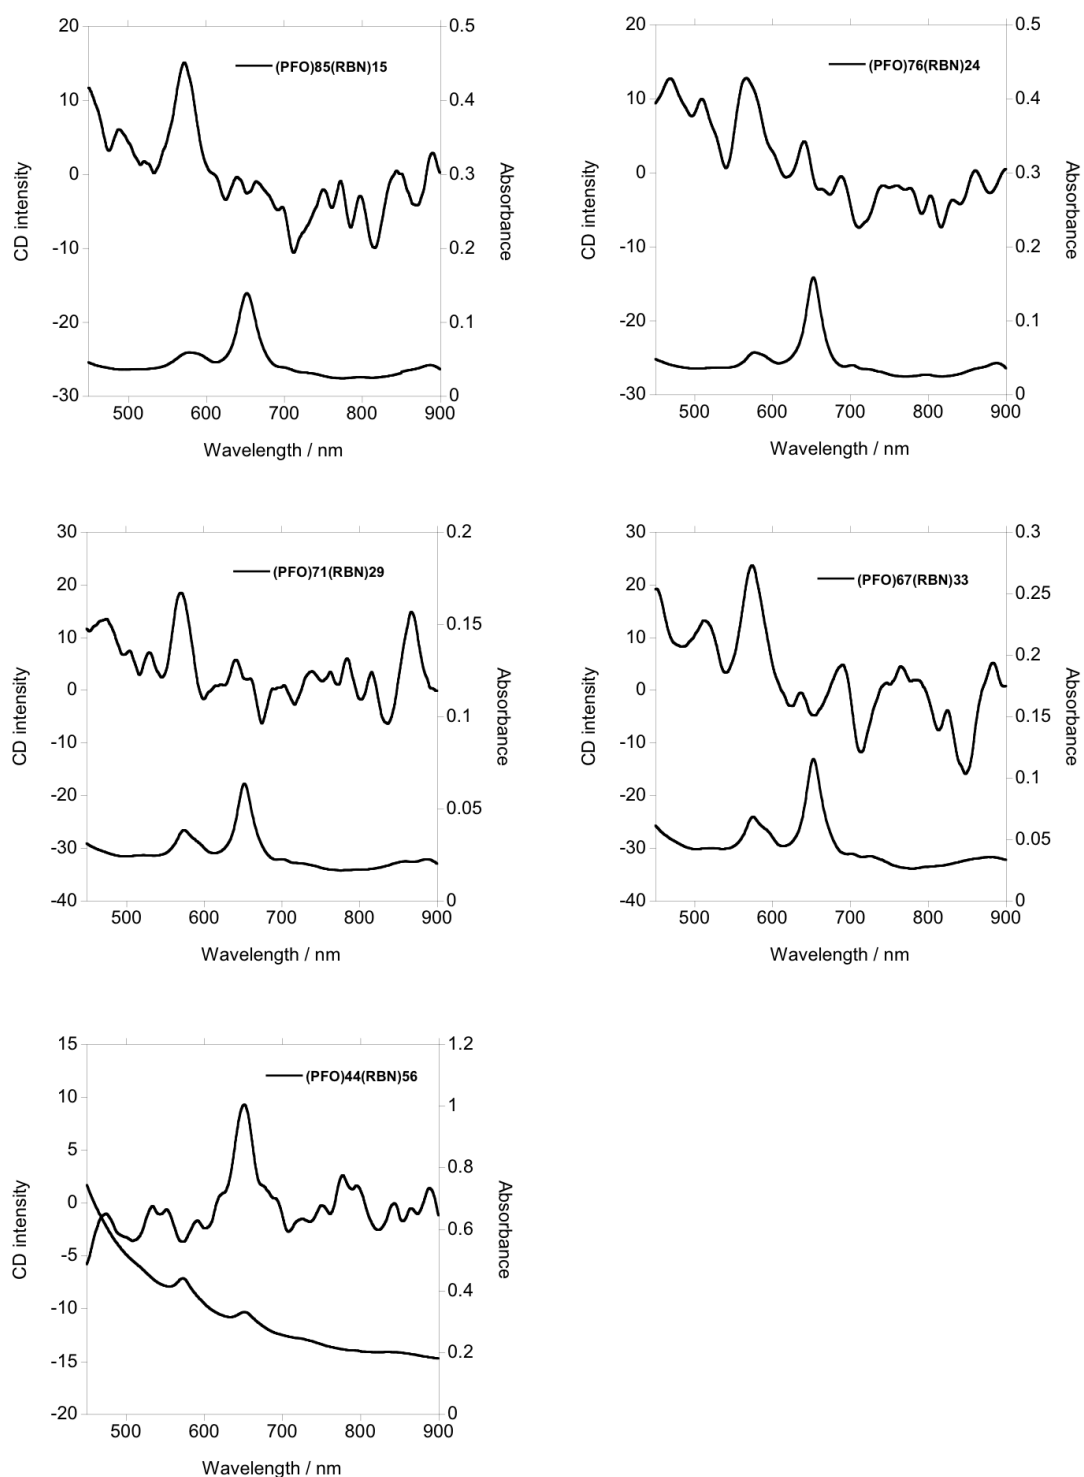 20
10
0
-10
-20
-30
CD intensity
0.5
0.4
0.3
0.2
0.1
0
Absorbance
(PFO)85(RBN)15
500 600 700 800 900
Wavelength / nm
20
10
0
-10
-20
-30
CD intensity
0.5
0.4
0.3
0.2
0.1
0
Absorbance
(PFO)76(RBN)24
500 600 700 800 900
Wavelength / nm
30
20
10
0
-10
-20
-30
-40
CD intensity
0.2
0.15
0.1
0.05
0
Absorbance
(PFO)71(RBN)29
500 600 700 800 900
Wavelength / nm
30
20
10
0
-10
-20
-30
-40
CD intensity
0.3
0.25
0.2
0.15
0.1
0.05
0
Absorbance
(PFO)67(RBN)33
500 600 700 800 900
Wavelength / nm
15
10
5
0
-5
-10
-15
-20
CD intensity
1.2
1
0.8
0.6
0.4
0.2
0
Absorbance
(PFO)44(RBN)56
500 600 700 800 900
Wavelength / nm